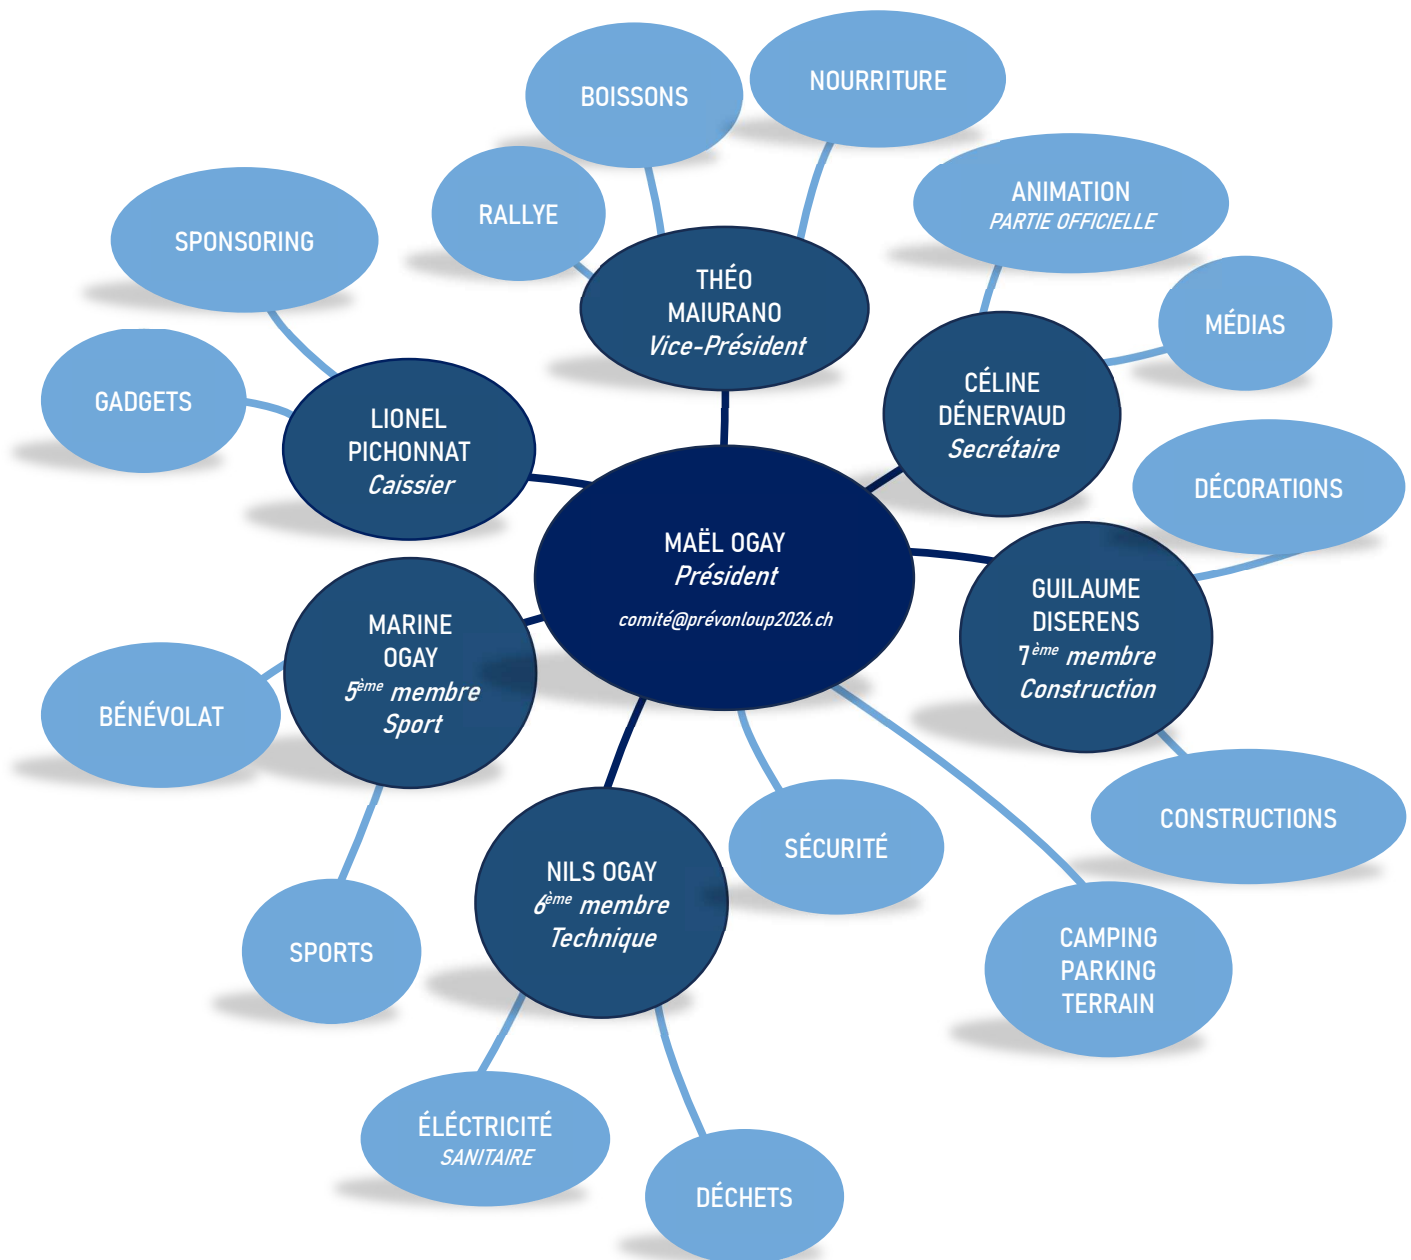 BOISSONS
NOURRITURE
RALLYE
ANIMATION
PARTIE OFFICIELLE
SPONSORING
THÉO
MAIURANO
Vice-Président
MÉDIAS
GADGETS
LIONEL
PICHONNAT
Caissier
CÉLINE
DÉNERVAUD
Secrétaire
DÉCORATIONS
MAËL OGAY
Président
comité@prévonloup2026.ch
GUILAUME
DISERENS
7ème membre
Construction
MARINE
OGAY
5ème membre
Sport
BÉNÉVOLAT
CONSTRUCTIONS
SÉCURITÉ
NILS OGAY
6ème membre
Technique
SPORTS
CAMPING
PARKING
TERRAIN
ÉLÉCTRICITÉ
SANITAIRE
DÉCHETS